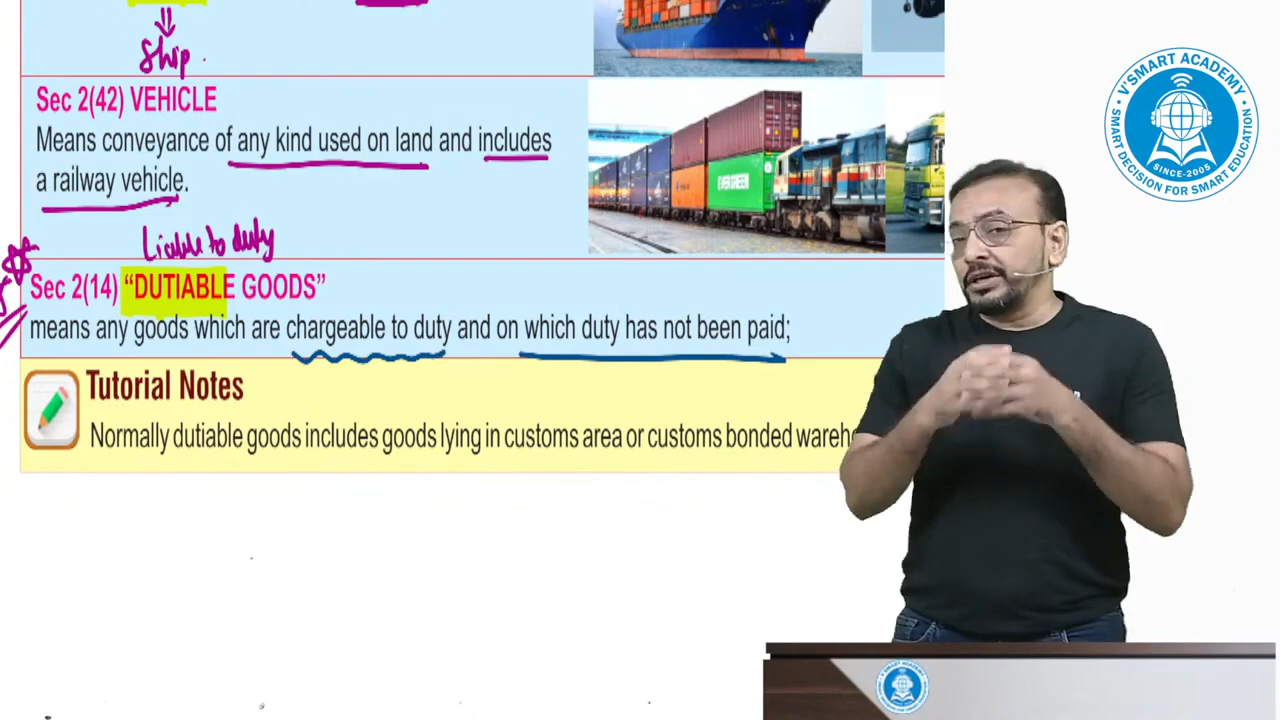 Ship
Sec 2(42) VEHICLE
Means conveyance of any kind used on land and includes
a railway vehicle.
EVERGREEN
Liable to duty
Sec 2(14) “DUTIABLE GOODS”
means any goods which are chargeable to duty and on which duty has not been paid;
Tutorial Notes
Normally dutiable goods includes goods lying in customs area or customs bonded wareho
V'SMART ACADEMY
SINCE-2005
SMART DECISION FOR SMART EDUCATION